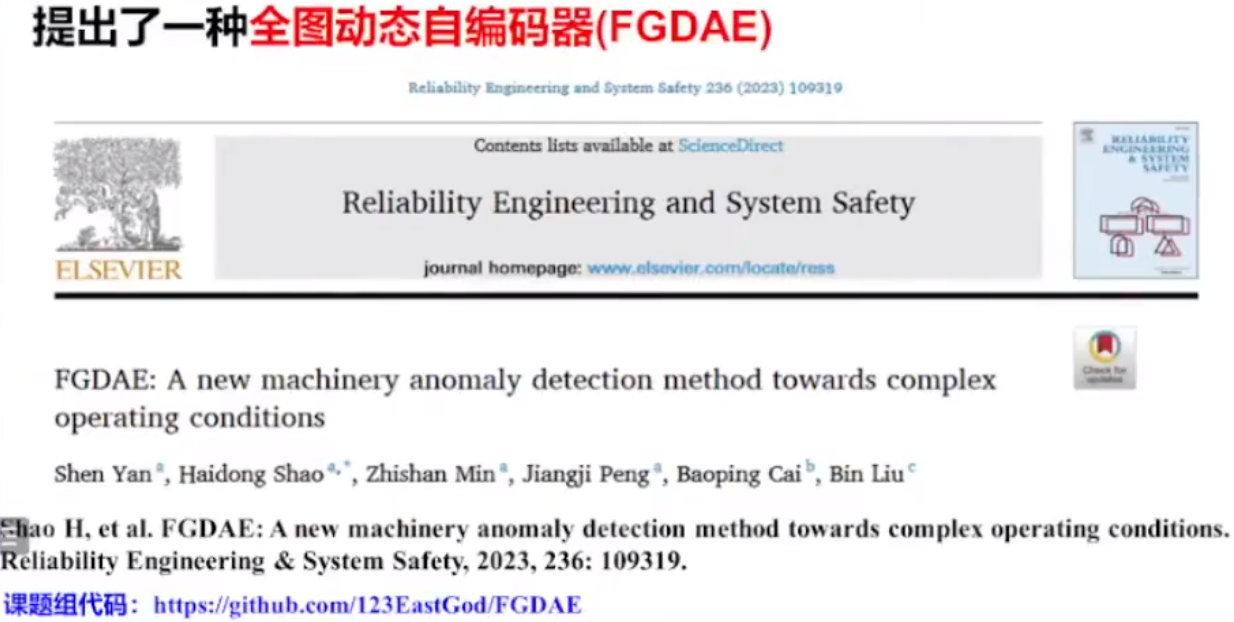 提出了一种全图动态自编码器(FGDAE)
Reliability Engineering and System Safety 236 (2023) 109319
Contents lists available at ScienceDirect
Reliability Engineering and System Safety
journal homepage: www.elsevier.com/locate/ress
ELSEVIER
RELIABILITY
ENGINEERING
& SYSTEM
SAFETY
Check for
updates
FGDAE: A new machinery anomaly detection method towards complex
operating conditions
Shen Yan a, Haidong Shao a,*, Zhishan Min a, Jiangji Peng a, Baoping Cai b, Bin Liu c
Shao H, et al. FGDAE: A new machinery anomaly detection method towards complex operating conditions.
Reliability Engineering & System Safety, 2023, 236: 109319.
课题组代码：https://github.com/123EastGod/FGDAE